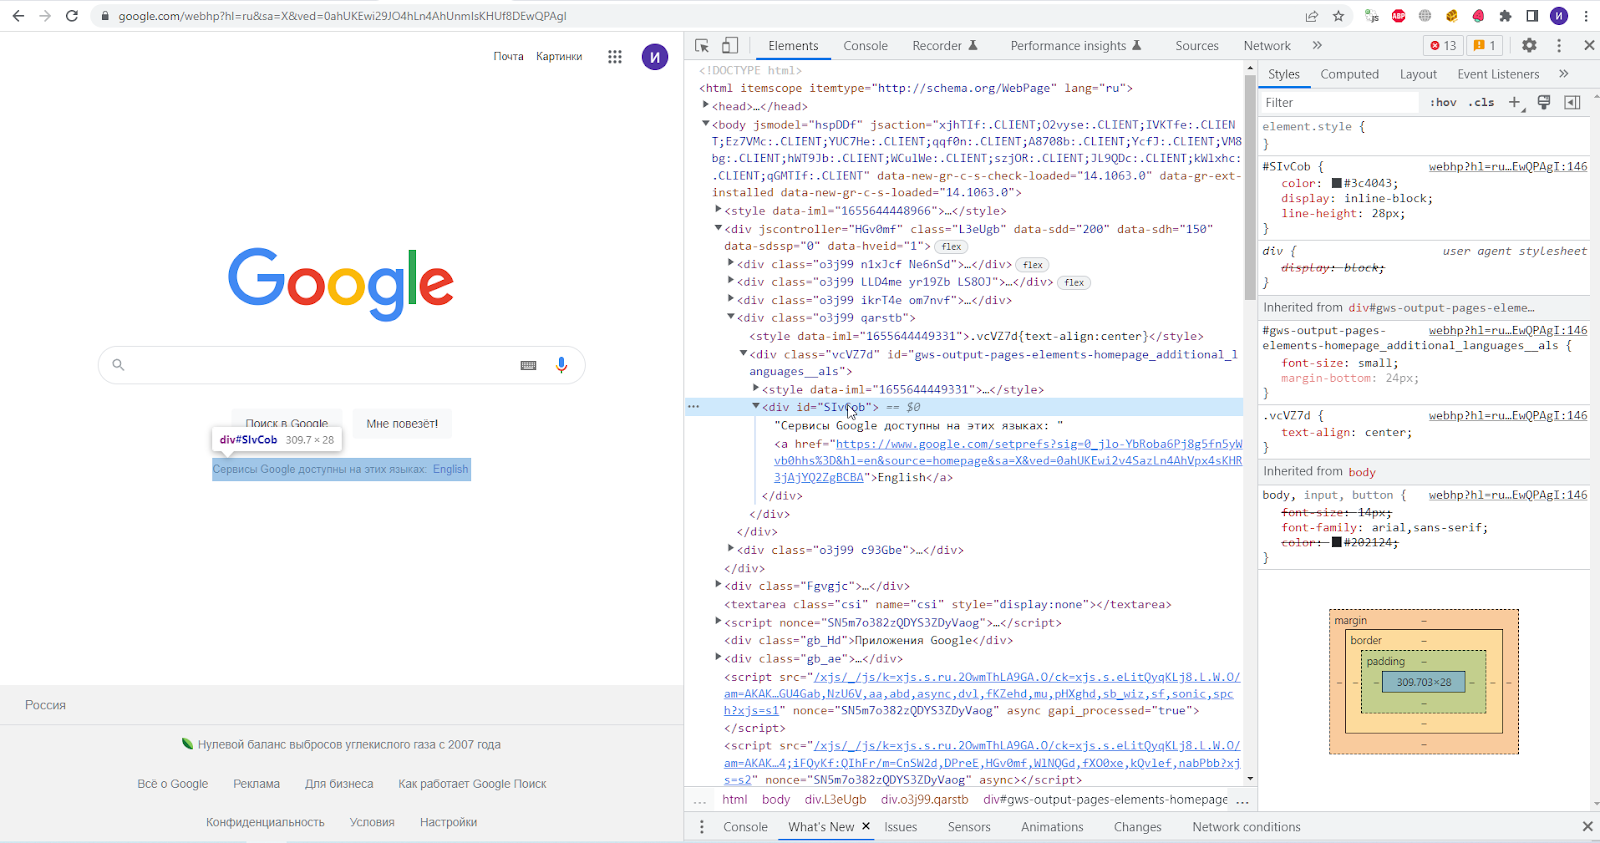 google.com/webhp?hl=ru&sa=X&ved=0ahUKEwi29JO4hLn4AhUnmIsKHUf8DEwQPAgI
ABP
И
Почта Картинки
И
Google
Поиск в Google Мне повезёт!
div#SIvCob 309.7 × 28
Сервисы Google доступны на этих языках: English
Россия
Нулевой баланс выбросов углекислого газа с 2007 года
Всё о Google Реклама Для бизнеса Как работает Google Поиск
Конфиденциальность Условия Настройки
Elements Console Recorder Performance insights Sources Network » 13 1
<!DOCTYPE html>
<html itemscope itemtype="http://schema.org/WebPage" lang="ru">
<head>…</head>
<body jsmodel="hspDDf" jsaction="xjhTIf:.CLIENT;O2vyse:.CLIENT;IVKTfe:.CLIEN
T;Ez7VMc:.CLIENT;YUC7He:.CLIENT;qqf0n:.CLIENT;A8708b:.CLIENT;YcfJ:.CLIENT;VM8
bg:.CLIENT;hWT9Jb:.CLIENT;WCulWe:.CLIENT;szjOR:.CLIENT;JL9QDc:.CLIENT;kWlxhc:
.CLIENT;qGMTIf:.CLIENT" data-new-gr-c-s-check-loaded="14.1063.0" data-gr-ext-
installed data-new-gr-c-s-loaded="14.1063.0">
<style data-iml="1655644448966">…</style>
<div jscontroller="HGv0mf" class="L3eUgb" data-sdd="200" data-sdh="150"
data-sdssp="0" data-hveid="1"> flex
<div class="o3j99 n1xJcf Ne6nSd">…</div> flex
<div class="o3j99 LLD4me yr19Zb LS8OJ">…</div> flex
<div class="o3j99 ikrT4e om7nvf">…</div>
<div class="o3j99 qarstb">
<style data-iml="1655644449331">.vcVZ7d{text-align:center}</style>
<div class="vcVZ7d" id="gws-output-pages-elements-homepage_additional_l
anguages__als">
<style data-iml="1655644449331">…</style>
… <div id="SIvCob"> == $0
"Сервисы Google доступны на этих языках: "
<a href="https://www.google.com/setprefs?sig=0_jlo-YbRoba6Pj8g5fn5yW
vb0hhs%3D&hl=en&source=homepage&sa=X&ved=0ahUKEwi2v4SazLn4AhVpx4sKHR
3jAjYQ2ZgBCBA">English</a>
</div>
</div>
</div>
<div class="o3j99 c93Gbe">…</div>
</div>
<div class="Fgvgjc">…</div>
<textarea class="csi" name="csi" style="display:none"></textarea>
<script nonce="SN5m7o382zQDYS3ZDyVaog">…</script>
<div class="gb_Hd">Приложения Google</div>
<div class="gb_ae">…</div>
<script src="/xjs/_/js/k=xjs.s.ru.2OwmThLA9GA.O/ck=xjs.s.eLitQyqKLj8.L.W.O/
am=AKAK…GU4Gab,NzU6V,aa,abd,async,dvl,fKZehd,mu,pHXghd,sb_wiz,sf,sonic,spc
h?xjs=s1" nonce="SN5m7o382zQDYS3ZDyVaog" async gapi_processed="true">
</script>
<script src="/xjs/_/js/k=xjs.s.ru.2OwmThLA9GA.O/ck=xjs.s.eLitQyqKLj8.L.W.O/
am=AKAK…4;iFQyKf:QIhFr/m=CnSW2d,DPreE,HGv0mf,WlNQGd,fXO0xe,kQvlef,nabPbb?xj
s=s2" nonce="SN5m7o382zQDYS3ZDyVaog" async></script>
… html body div.L3eUgb div.o3j99.qarstb div#gws-output-pages-elements-homepage …
Styles Computed Layout Event Listeners »
Filter :hov .cls +
element.style {
}
#SIvCob { webhp?hl=ru…EwQPAgI:146
color: #3c4043;
display: inline-block;
line-height: 28px;
}
div { user agent stylesheet
display: block;
}
Inherited from div#gws-output-pages-eleme…
#gws-output-pages- webhp?hl=ru…EwQPAgI:146
elements-homepage_additional_languages__als {
font-size: small;
margin-bottom: 24px;
}
.vcVZ7d { webhp?hl=ru…EwQPAgI:146
text-align: center;
}
Inherited from body
body, input, button { webhp?hl=ru…EwQPAgI:146
font-size: 14px;
font-family: arial,sans-serif;
color: #202124;
}
margin –
border –
padding –
– – – 309.703×28 – – –
–
–
–
Console What's New Issues Sensors Animations Changes Network conditions